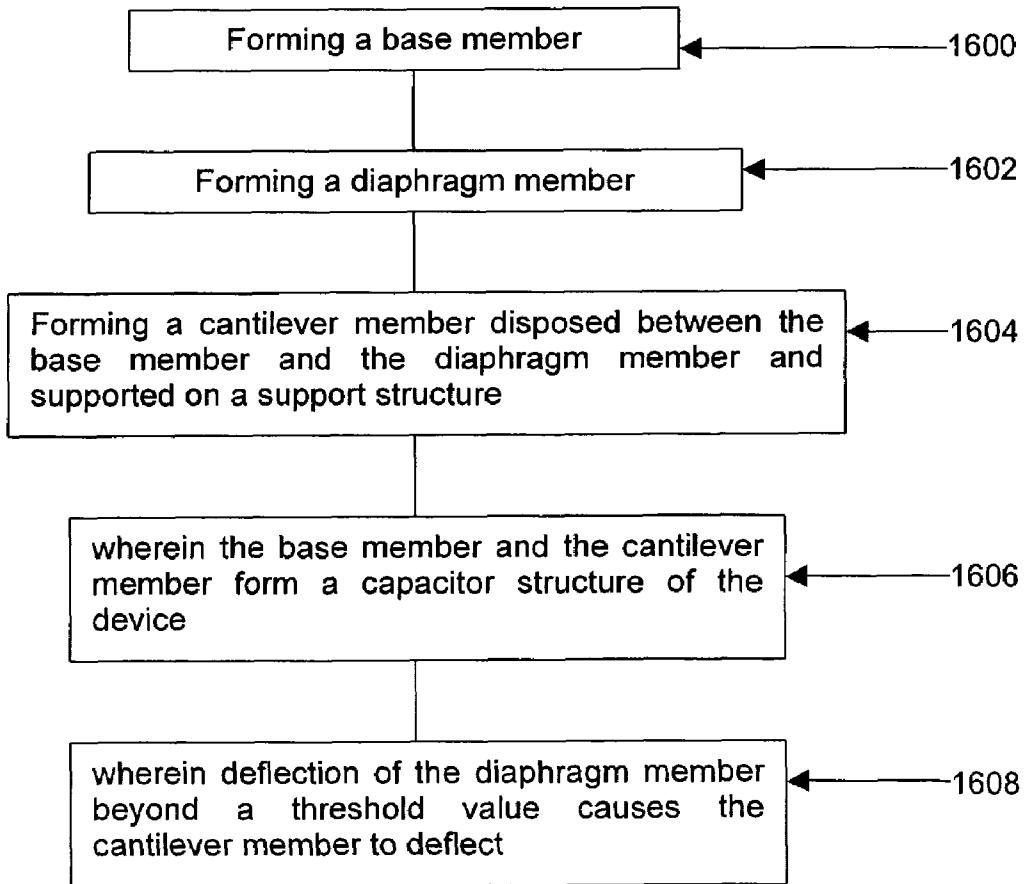 Forming a base member
1600
Forming a diaphragm member
1602
Forming a cantilever member disposed between the
base member and the diaphragm member and
supported on a support structure
1604
wherein the base member and the cantilever
member form a capacitor structure of the
device
1606
wherein deflection of the diaphragm member
beyond a threshold value causes the
cantilever member to deflect
1608